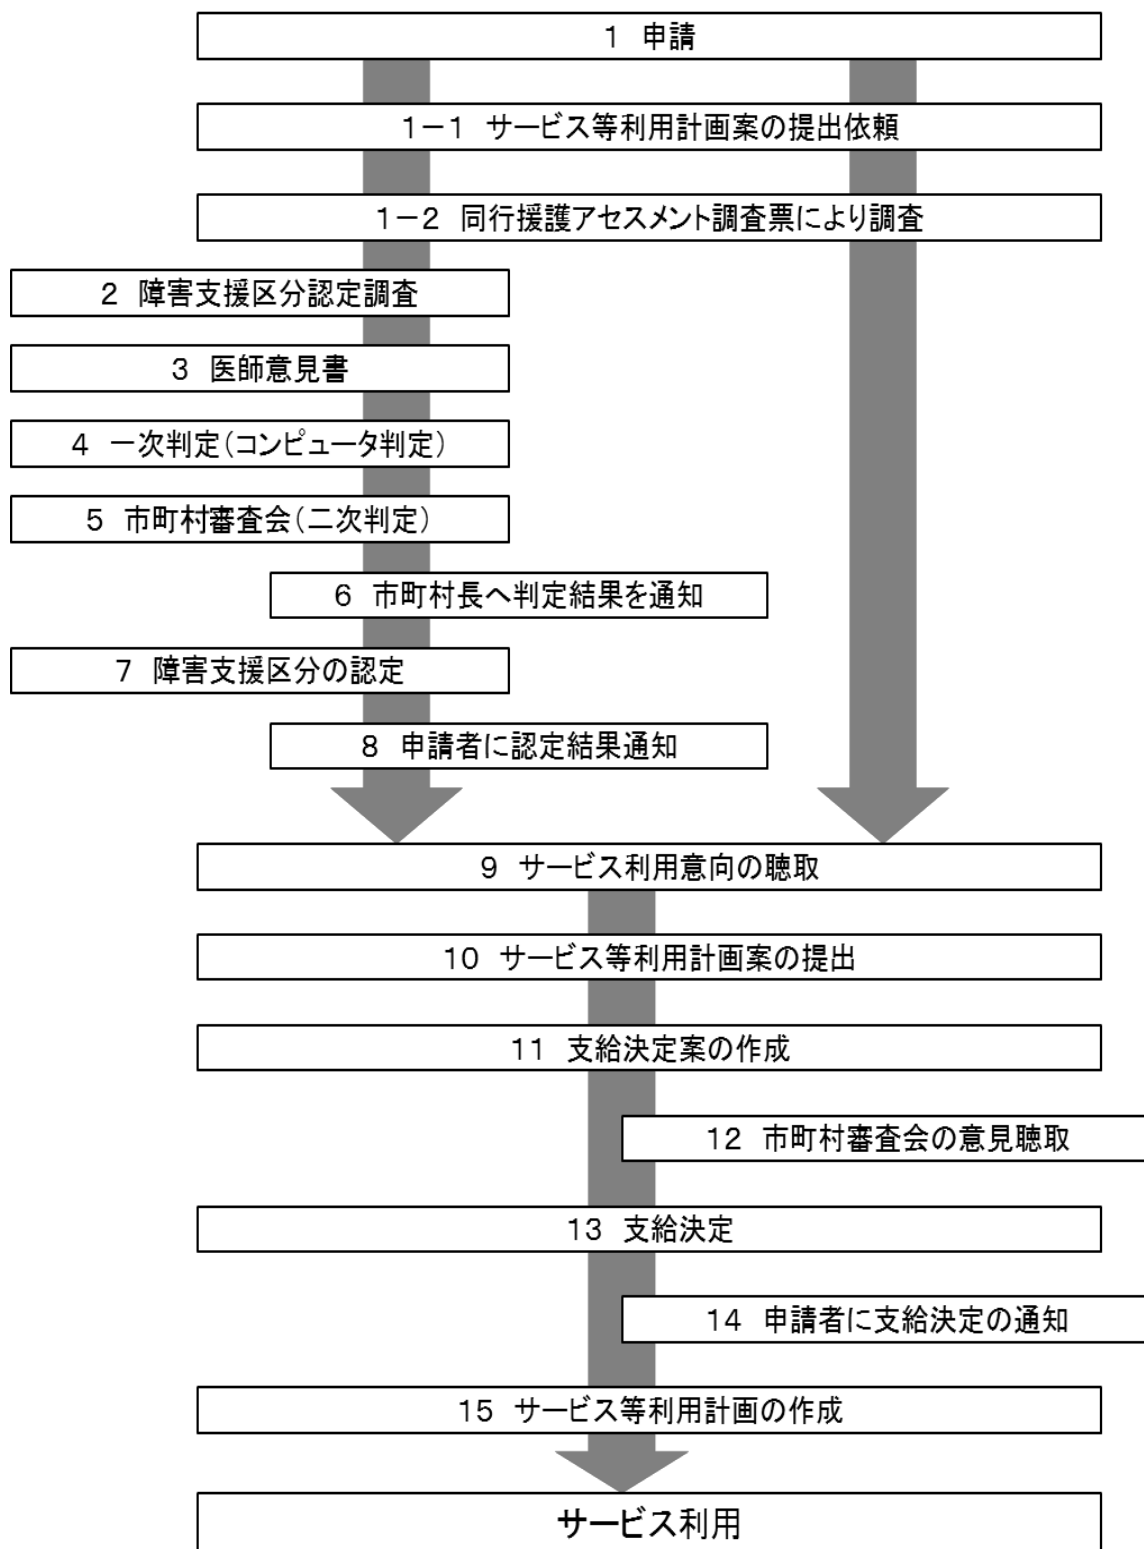 1 申請
1－1 サービス等利用計画案の提出依頼
1－2 同行援護アセスメント調査票により調査
2 障害支援区分認定調査
3 医師意見書
4 一次判定（コンピュータ判定）
5 市町村審査会（二次判定）
6 市町村長へ判定結果を通知
7 障害支援区分の認定
8 申請者に認定結果通知
9 サービス利用意向の聴取
10 サービス等利用計画案の提出
11 支給決定案の作成
12 市町村審査会の意見聴取
13 支給決定
14 申請者に支給決定の通知
15 サービス等利用計画の作成
サービス利用